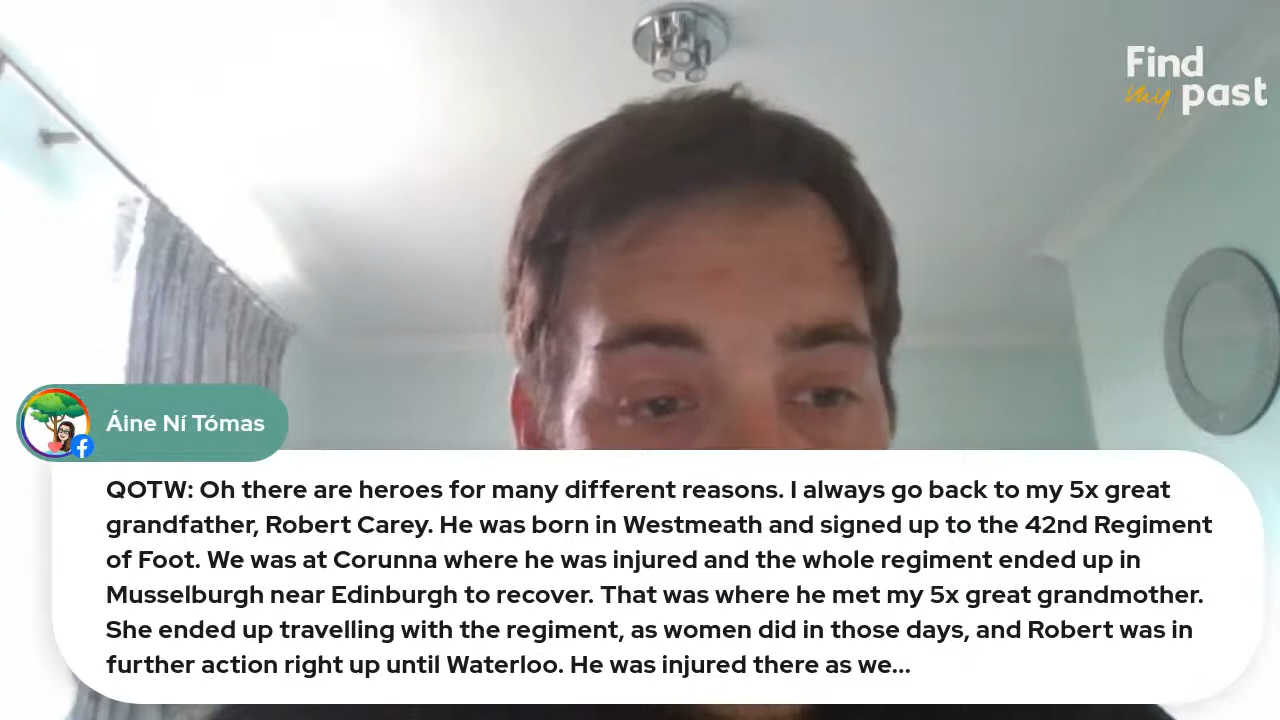 Find
my past
Áine Ní Tómas
QOTW: Oh there are heroes for many different reasons. I always go back to my 5x great
grandfather, Robert Carey. He was born in Westmeath and signed up to the 42nd Regiment
of Foot. We was at Corunna where he was injured and the whole regiment ended up in
Musselburgh near Edinburgh to recover. That was where he met my 5x great grandmother.
She ended up travelling with the regiment, as women did in those days, and Robert was in
further action right up until Waterloo. He was injured there as we...